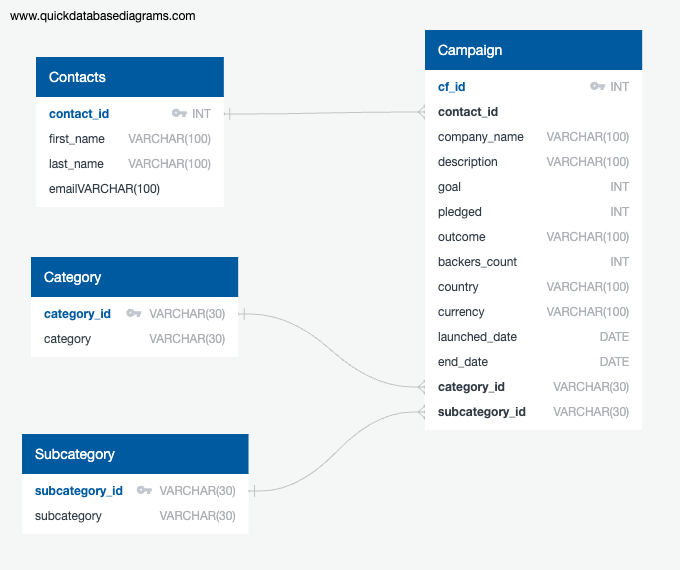 www.quickdatabasediagrams.com
Contacts
contact_id INT
first_name VARCHAR(100)
last_name VARCHAR(100)
emailVARCHAR(100)
Category
category_id VARCHAR(30)
category VARCHAR(30)
Subcategory
subcategory_id VARCHAR(30)
subcategory VARCHAR(30)
Campaign
cf_id INT
contact_id
company_name VARCHAR(100)
description VARCHAR(100)
goal INT
pledged INT
outcome VARCHAR(100)
backers_count INT
country VARCHAR(100)
currency VARCHAR(100)
launched_date DATE
end_date DATE
category_id VARCHAR(30)
subcategory_id VARCHAR(30)